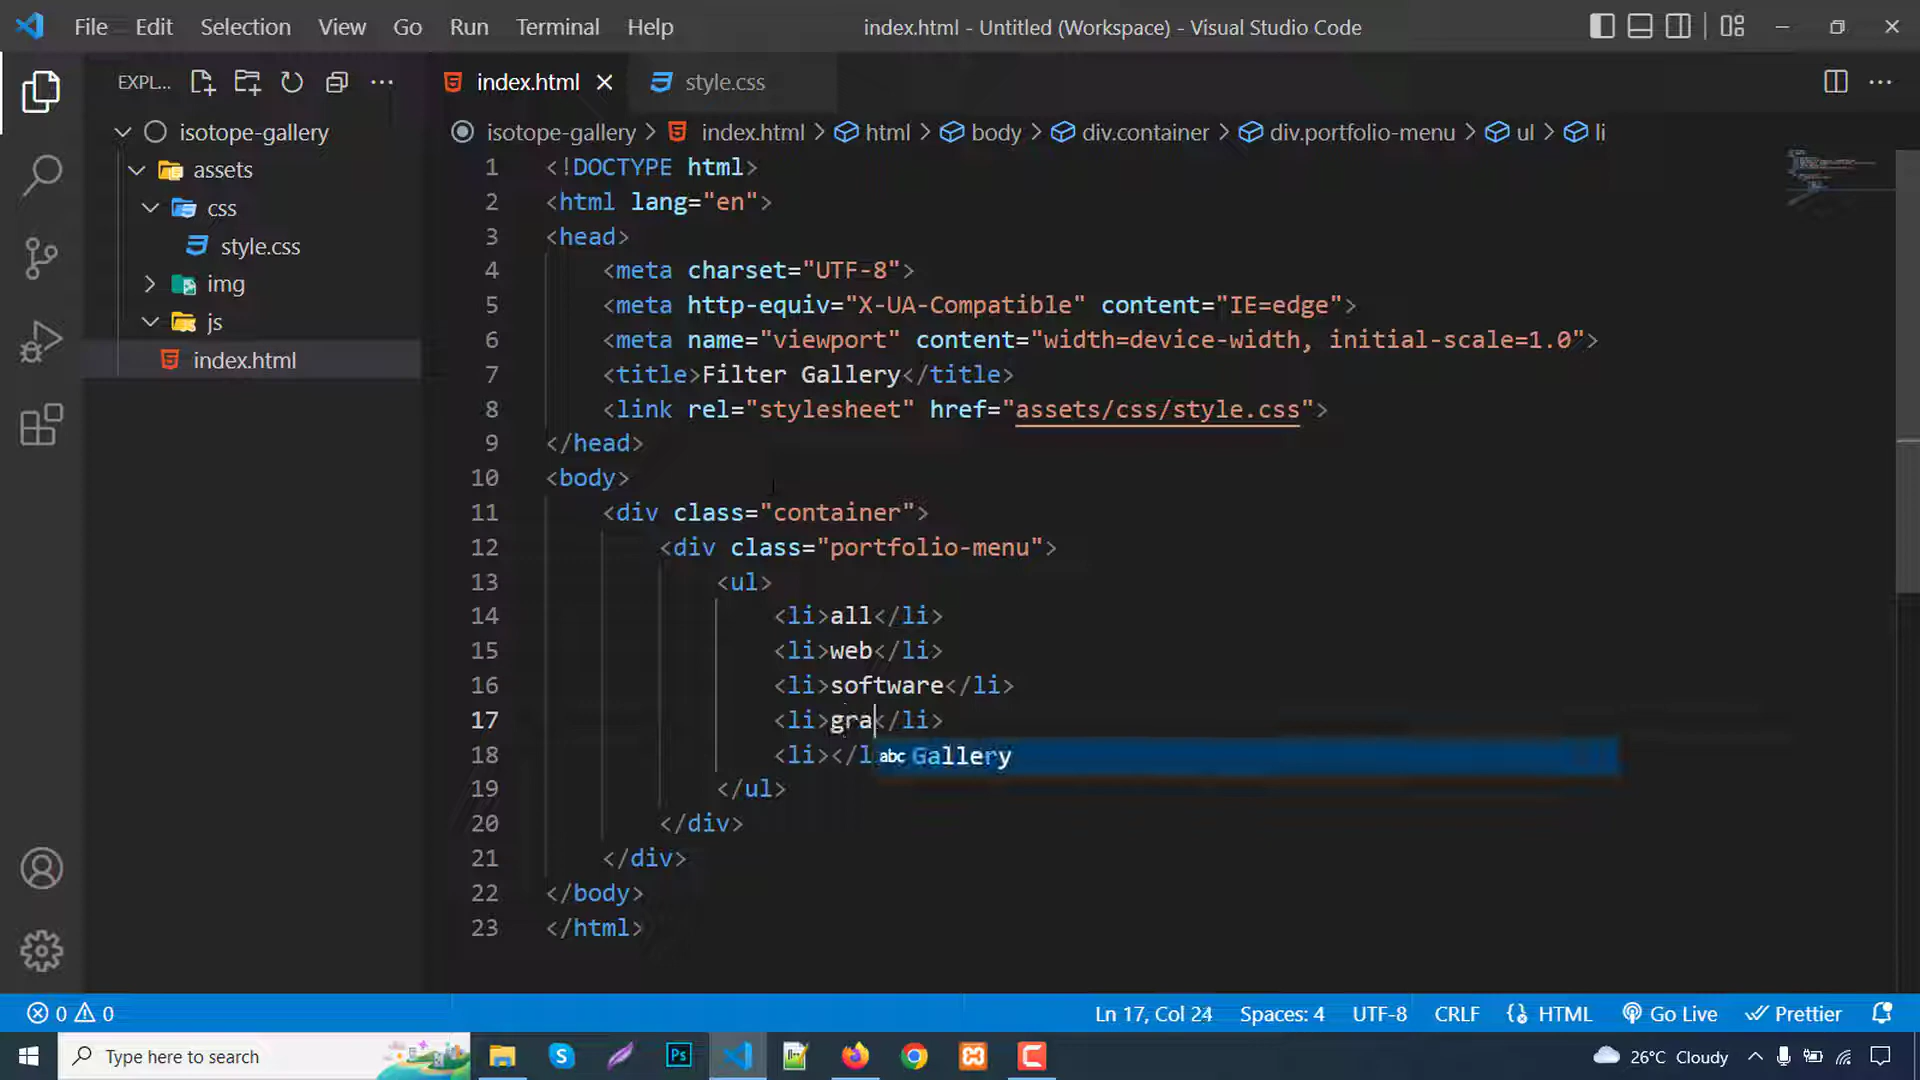 File Edit Selection View Go Run Terminal Help index.html - Untitled (Workspace) - Visual Studio Code
EXPL...
index.html
style.css
isotope-gallery
assets
css
style.css
img
js
index.html
isotope-gallery > index.html > html > body > div.container > div.portfolio-menu > ul > li
1 <!DOCTYPE html>
2 <html lang="en">
3 <head>
4 <meta charset="UTF-8">
5 <meta http-equiv="X-UA-Compatible" content="IE=edge">
6 <meta name="viewport" content="width=device-width, initial-scale=1.0">
7 <title>Filter Gallery</title>
8 <link rel="stylesheet" href="assets/css/style.css">
9 </head>
10 <body>
11 <div class="container">
12 <div class="portfolio-menu">
13 <ul>
14 <li>all</li>
15 <li>web</li>
16 <li>software</li>
17 <li>gra</li>
18 <li></l
abc Gallery
19 </ul>
20 </div>
21 </div>
22 </body>
23 </html>
0 0 Ln 17, Col 24 Spaces: 4 UTF-8 CRLF HTML Go Live Prettier
Type here to search
Ps
26°C Cloudy